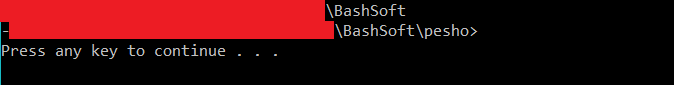 \BashSoft
-\BashSoft\pesho>
Press any key to continue . . .